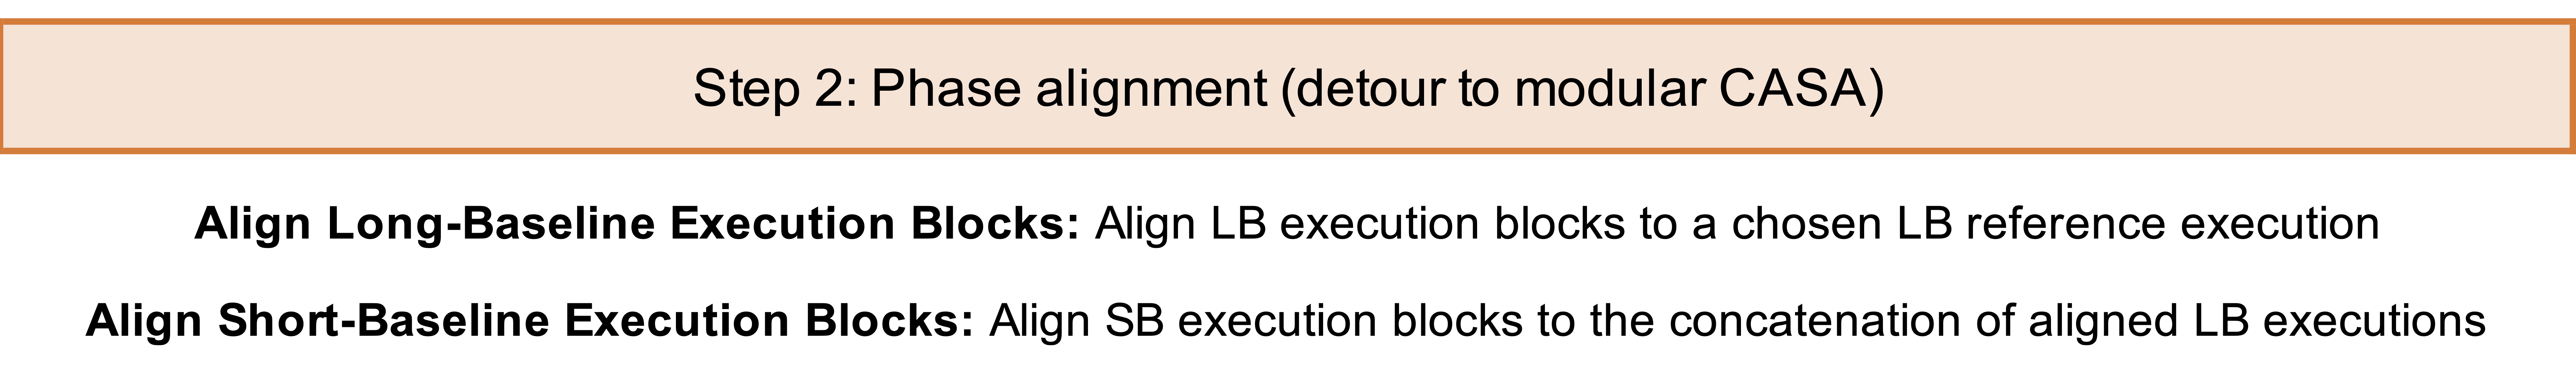 Step 2: Phase alignment (detour to modular CASA)
Align Long-Baseline Execution Blocks: Align LB execution blocks to a chosen LB reference execution
Align Short-Baseline Execution Blocks: Align SB execution blocks to the concatenation of aligned LB executions